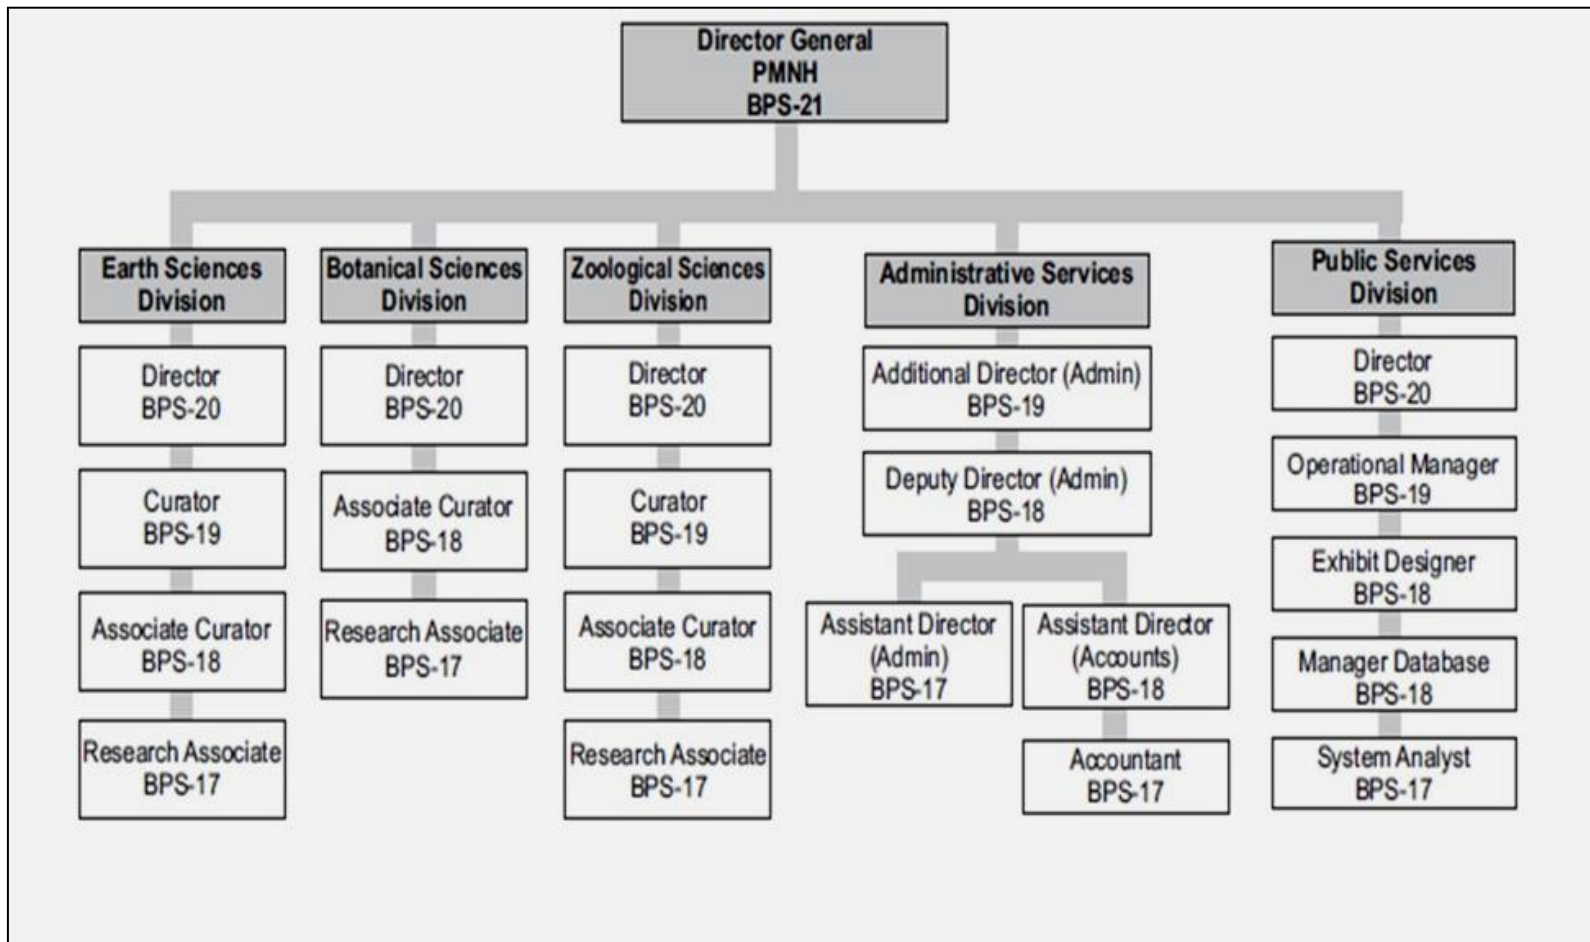 Director General
PMNH
BPS-21
Earth Sciences
Division
Director
BPS-20
Curator
BPS-19
Associate Curator
BPS-18
Research Associate
BPS-17
Botanical Sciences
Division
Director
BPS-20
Associate Curator
BPS-18
Research Associate
BPS-17
Zoological Sciences
Division
Director
BPS-20
Curator
BPS-19
Associate Curator
BPS-18
Research Associate
BPS-17
Administrative Services
Division
Additional Director (Admin)
BPS-19
Deputy Director (Admin)
BPS-18
Assistant Director
(Admin)
BPS-17
Assistant Director
(Accounts)
BPS-18
Accountant
BPS-17
Public Services
Division
Director
BPS-20
Operational Manager
BPS-19
Exhibit Designer
BPS-18
Manager Database
BPS-18
System Analyst
BPS-17